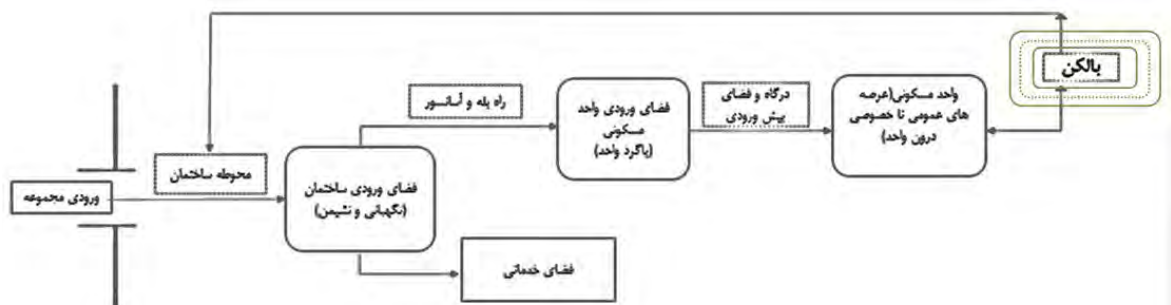 بالکن
راه پله و آسانسور
فضای ورودی واحد
مسکونی
(پاگرد واحد)
درگاه و فضای
پیش ورودی
واحد مسکونی(عرصه
های عمومی تا خصوصی
درون واحد)
محوطه ساختمان
ورودی مجموعه
فضای ورودی ساختمان
(نگهبانی و نشیمن)
فضای خدماتی